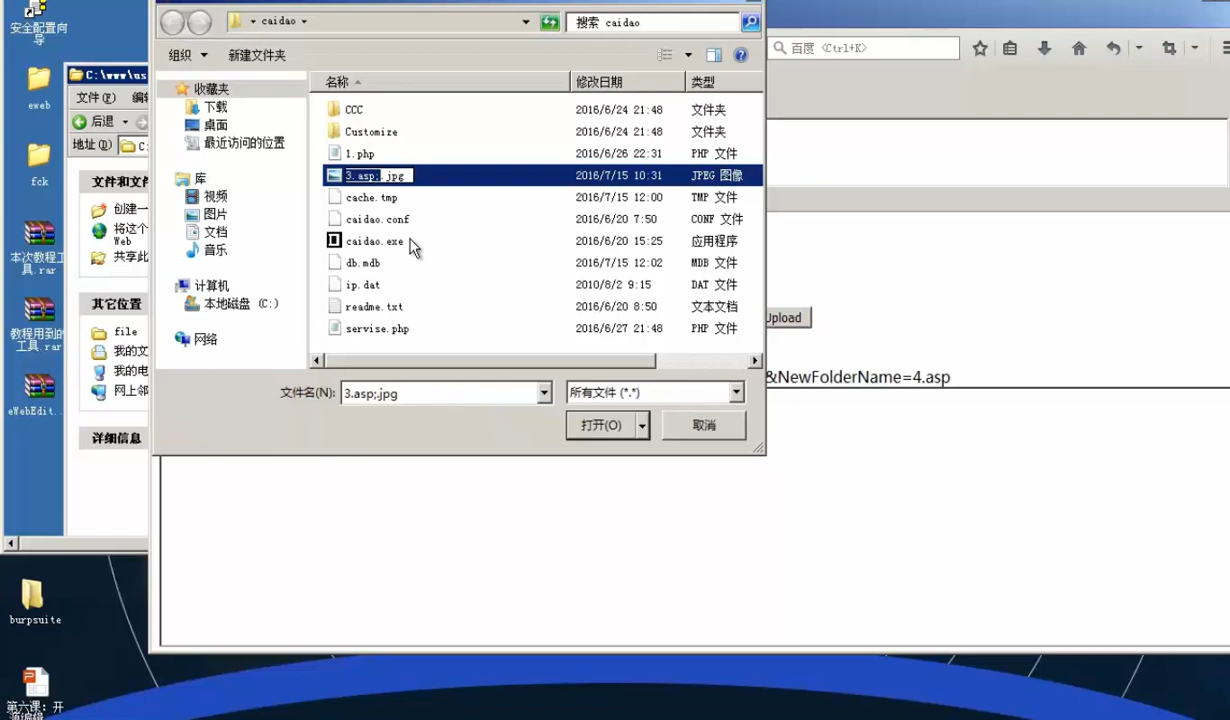 安全配置向
导
eweb
fck
本次教程工
具.rar
教程用到的
工具.rar
eWebEdit..
burpsuite
第六课：开
源编辑
C:\www\us
文件(F)
编辑
后退
地址(D)
C:
文件和文件
创建一
将这个
Web
共享此
其它位置
file
我的文
我的电
网上邻
详细信息
caidao
搜索 caidao
组织
新建文件夹
收藏夹
下载
桌面
最近访问的位置
库
视频
图片
文档
音乐
计算机
本地磁盘 (C:)
网络
名称 修改日期 类型
CCC 2016/6/24 21:48 文件夹
Customize 2016/6/24 21:48 文件夹
1.php 2016/6/26 22:31 PHP 文件
3.asp;.jpg 2016/7/15 10:31 JPEG 图像
cache.tmp 2016/7/15 12:00 TMP 文件
caidao.conf 2016/6/20 7:50 CONF 文件
caidao.exe 2016/6/20 15:25 应用程序
db.mdb 2016/7/15 12:02 MDB 文件
ip.dat 2010/8/2 9:15 DAT 文件
readme.txt 2016/6/20 8:50 文本文档
servise.php 2016/6/27 21:48 PHP 文件
文件名(N): 3.asp;.jpg 所有文件 (*.*)
打开(O) 取消
百度 <Ctrl+K>
Upload
&NewFolderName=4.asp